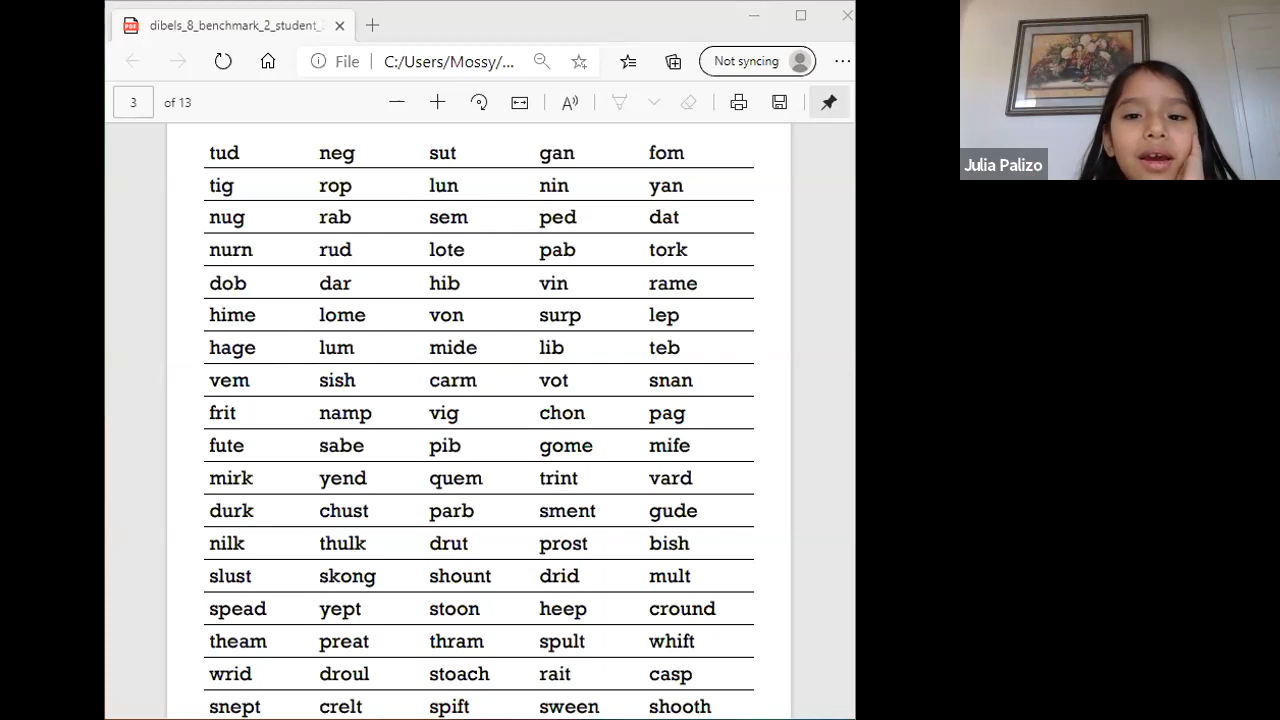 dibels_8_benchmark_2_student_
File C:/Users/Mossy/... Not syncing
3 of 13
tud neg sut gan fom
tig rop lun nin yan
nug rab sem ped dat
nurn rud lote pab tork
dob dar hib vin rame
hime lome von surp lep
hage lum mide lib teb
vem sish carm vot snan
frit namp vig chon pag
fute sabe pib gome mife
mirk yend quem trint vard
durk chust parb sment gude
nilk thulk drut prost bish
slust skong shount drid mult
spead yept stoon heep cround
theam preat thram spult whift
wrid droul stoach rait casp
snept crelt spift sween shooth
Julia Palizo